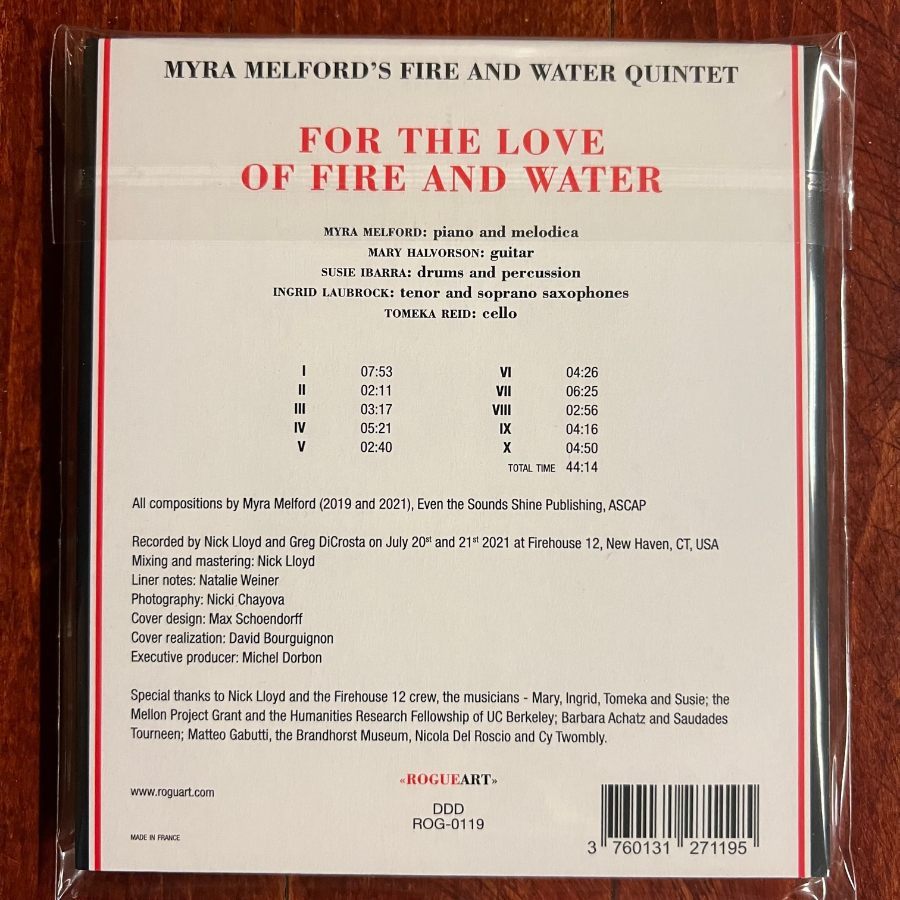 MYRA MELFORD'S FIRE AND WATER QUINTET
FOR THE LOVE
OF FIRE AND WATER
MYRA MELFORD: piano and melodica
MARY HALVORSON: guitar
SUSIE IBARRA: drums and percussion
INGRID LAUBROCK: tenor and soprano saxophones
TOMEKA REID: cello
I 07:53 VI 04:26
II 02:11 VII 06:25
III 03:17 VIII 02:56
IV 05:21 IX 04:16
V 02:40 X 04:50
TOTAL TIME 44:14
All compositions by Myra Melford (2019 and 2021), Even the Sounds Shine Publishing, ASCAP
Recorded by Nick Lloyd and Greg DiCrosta on July 20st and 21st 2021 at Firehouse 12, New Haven, CT, USA
Mixing and mastering: Nick Lloyd
Liner notes: Natalie Weiner
Photography: Nicki Chayova
Cover design: Max Schoendorff
Cover realization: David Bourguignon
Executive producer: Michel Dorbon
Special thanks to Nick Lloyd and the Firehouse 12 crew, the musicians - Mary, Ingrid, Tomeka and Susie; the
Mellon Project Grant and the Humanities Research Fellowship of UC Berkeley; Barbara Achatz and Saudades
Tourneen; Matteo Gabutti, the Brandhorst Museum, Nicola Del Roscio and Cy Twombly.
«ROGUEART»
www.roguart.com
DDD
ROG-0119
MADE IN FRANCE
3 760131 271195